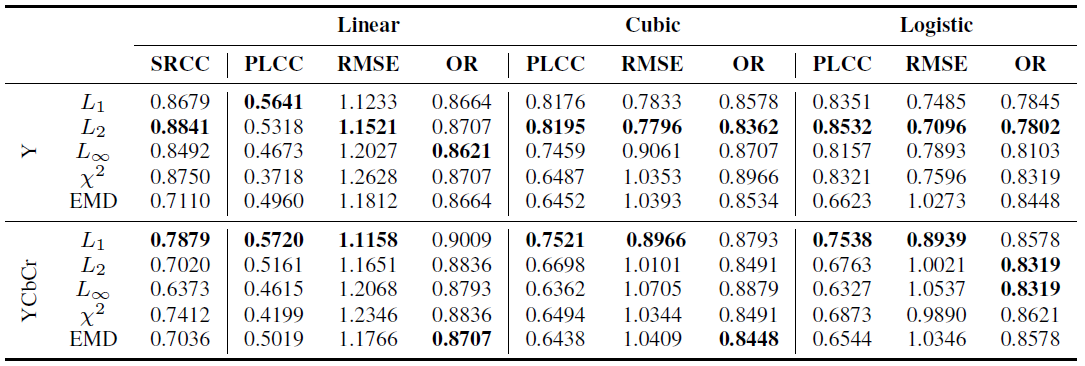 Linear Cubic Logistic
SRCC PLCC RMSE OR PLCC RMSE OR PLCC RMSE OR
Y
L₁ 0.8679 0.5641 1.1233 0.8664 0.8176 0.7833 0.8578 0.8351 0.7485 0.7845
L₂ 0.8841 0.5318 1.1521 0.8707 0.8195 0.7796 0.8362 0.8532 0.7096 0.7802
L∞ 0.8492 0.4673 1.2027 0.8621 0.7459 0.9061 0.8707 0.8157 0.7893 0.8103
χ² 0.8750 0.3718 1.2628 0.8707 0.6487 1.0353 0.8966 0.8321 0.7596 0.8319
EMD 0.7110 0.4960 1.1812 0.8664 0.6452 1.0393 0.8534 0.6623 1.0273 0.8448
YCbCr
L₁ 0.7879 0.5720 1.1158 0.9009 0.7521 0.8966 0.8793 0.7538 0.8939 0.8578
L₂ 0.7020 0.5161 1.1651 0.8836 0.6698 1.0101 0.8491 0.6763 1.0021 0.8319
L∞ 0.6373 0.4615 1.2068 0.8793 0.6362 1.0705 0.8879 0.6327 1.0537 0.8319
χ² 0.7412 0.4199 1.2346 0.8836 0.6494 1.0344 0.8491 0.6873 0.9890 0.8621
EMD 0.7036 0.5019 1.1766 0.8707 0.6438 1.0409 0.8448 0.6544 1.0346 0.8578